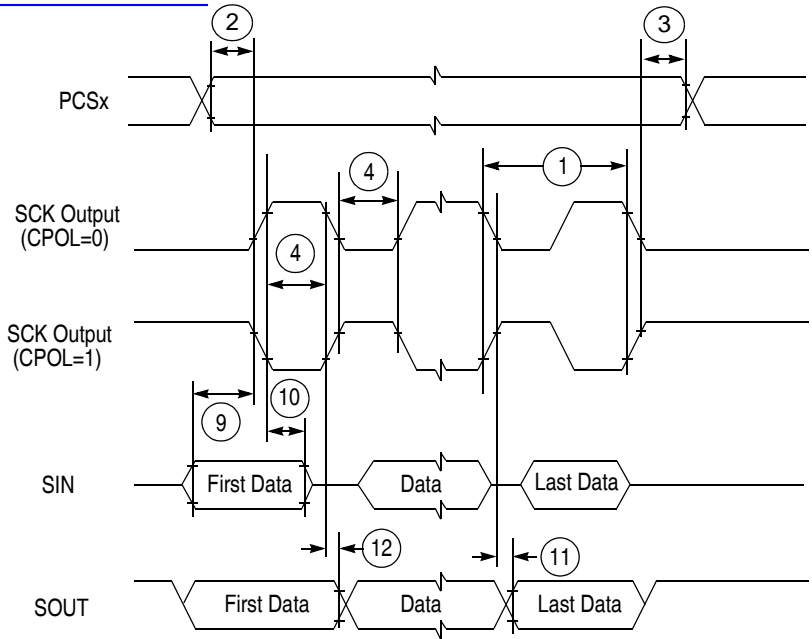 2
3
PCSx
4
1
SCK Output
(CPOL=0)
4
SCK Output
(CPOL=1)
9
10
SIN
First Data
Data
Last Data
12
11
SOUT
First Data
Data
Last Data